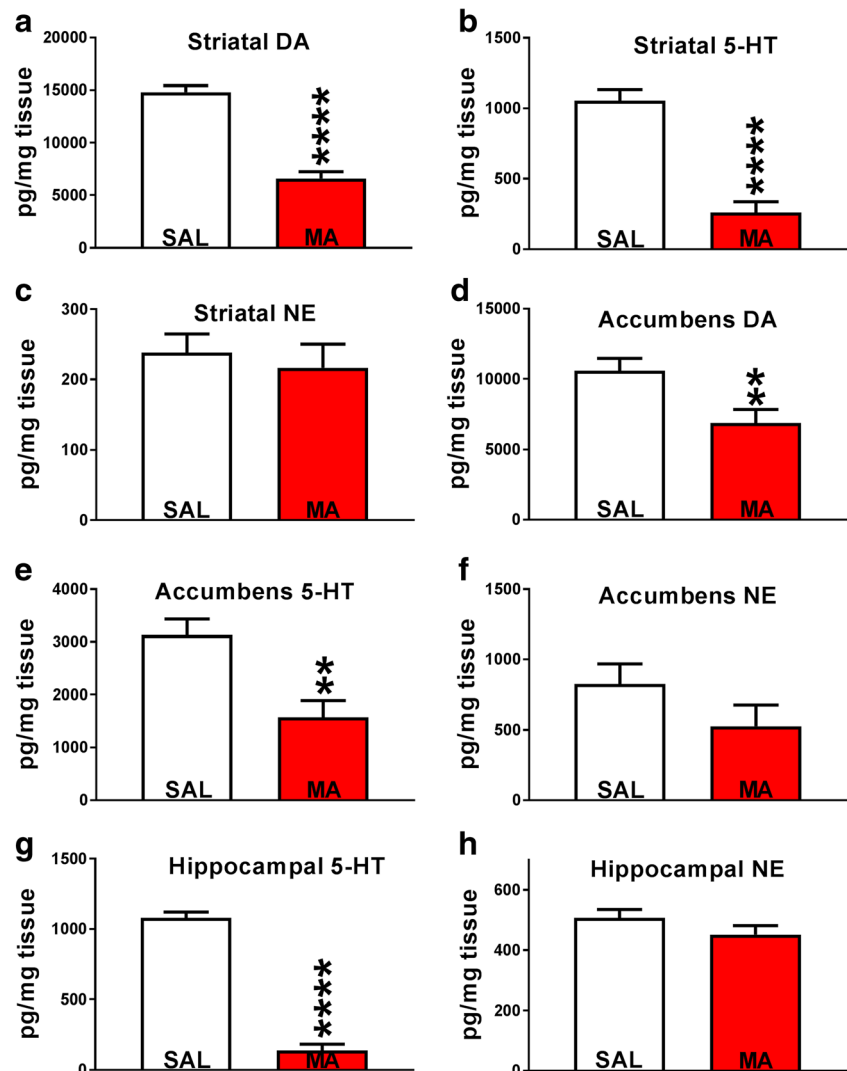 a
Striatal DA
pg/mg tissue
20000
15000
10000
5000
0
SAL
MA
****
b
Striatal 5-HT
pg/mg tissue
1500
1000
500
0
SAL
MA
****
c
Striatal NE
pg/mg tissue
300
200
100
0
SAL
MA
d
Accumbens DA
pg/mg tissue
15000
10000
5000
0
SAL
MA
**
e
Accumbens 5-HT
pg/mg tissue
4000
3000
2000
1000
0
SAL
MA
**
f
Accumbens NE
pg/mg tissue
1500
1000
500
0
SAL
MA
g
Hippocampal 5-HT
pg/mg tissue
1500
1000
500
0
SAL
MA
****
h
Hippocampal NE
pg/mg tissue
600
400
200
0
SAL
MA